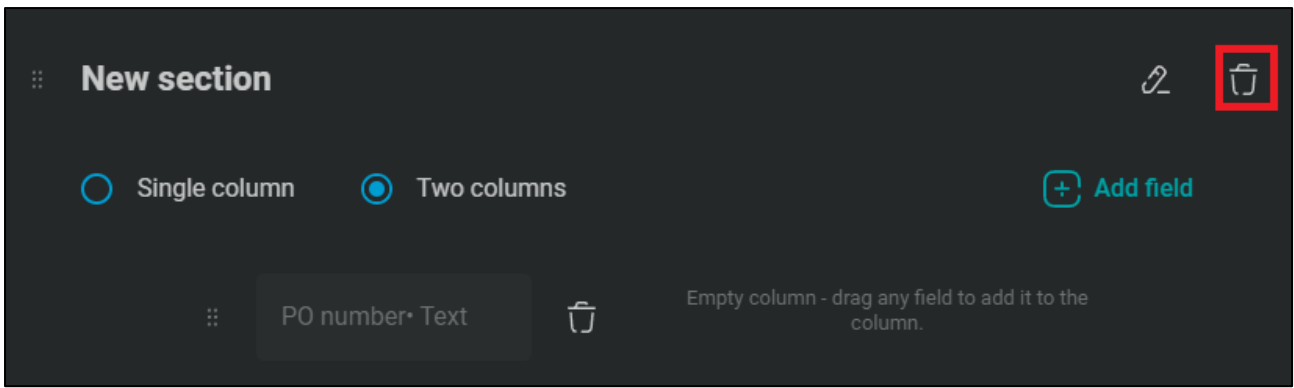 New section
Single column
Two columns
Add field
PO number• Text
Empty column - drag any field to add it to the
column.